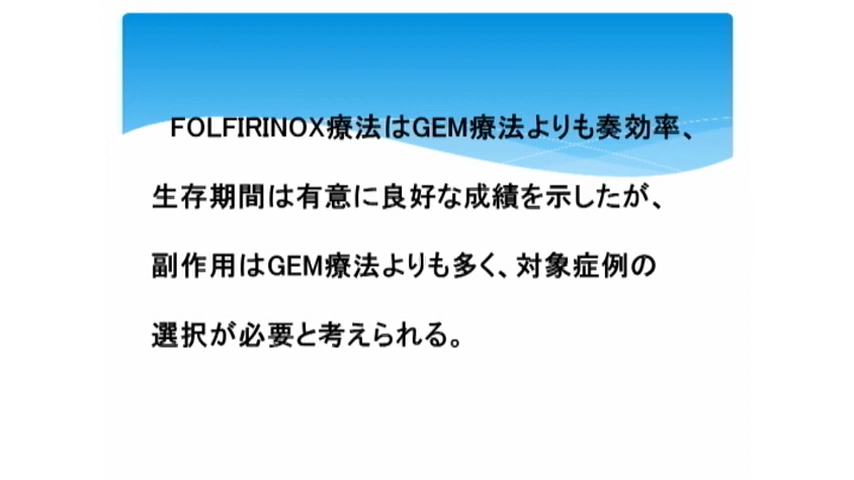 FOLFIRINOX療法はGEM療法よりも奏効率、
生存期間は有意に良好な成績を示したが、
副作用はGEM療法よりも多く、対象症例の
選択が必要と考えられる。